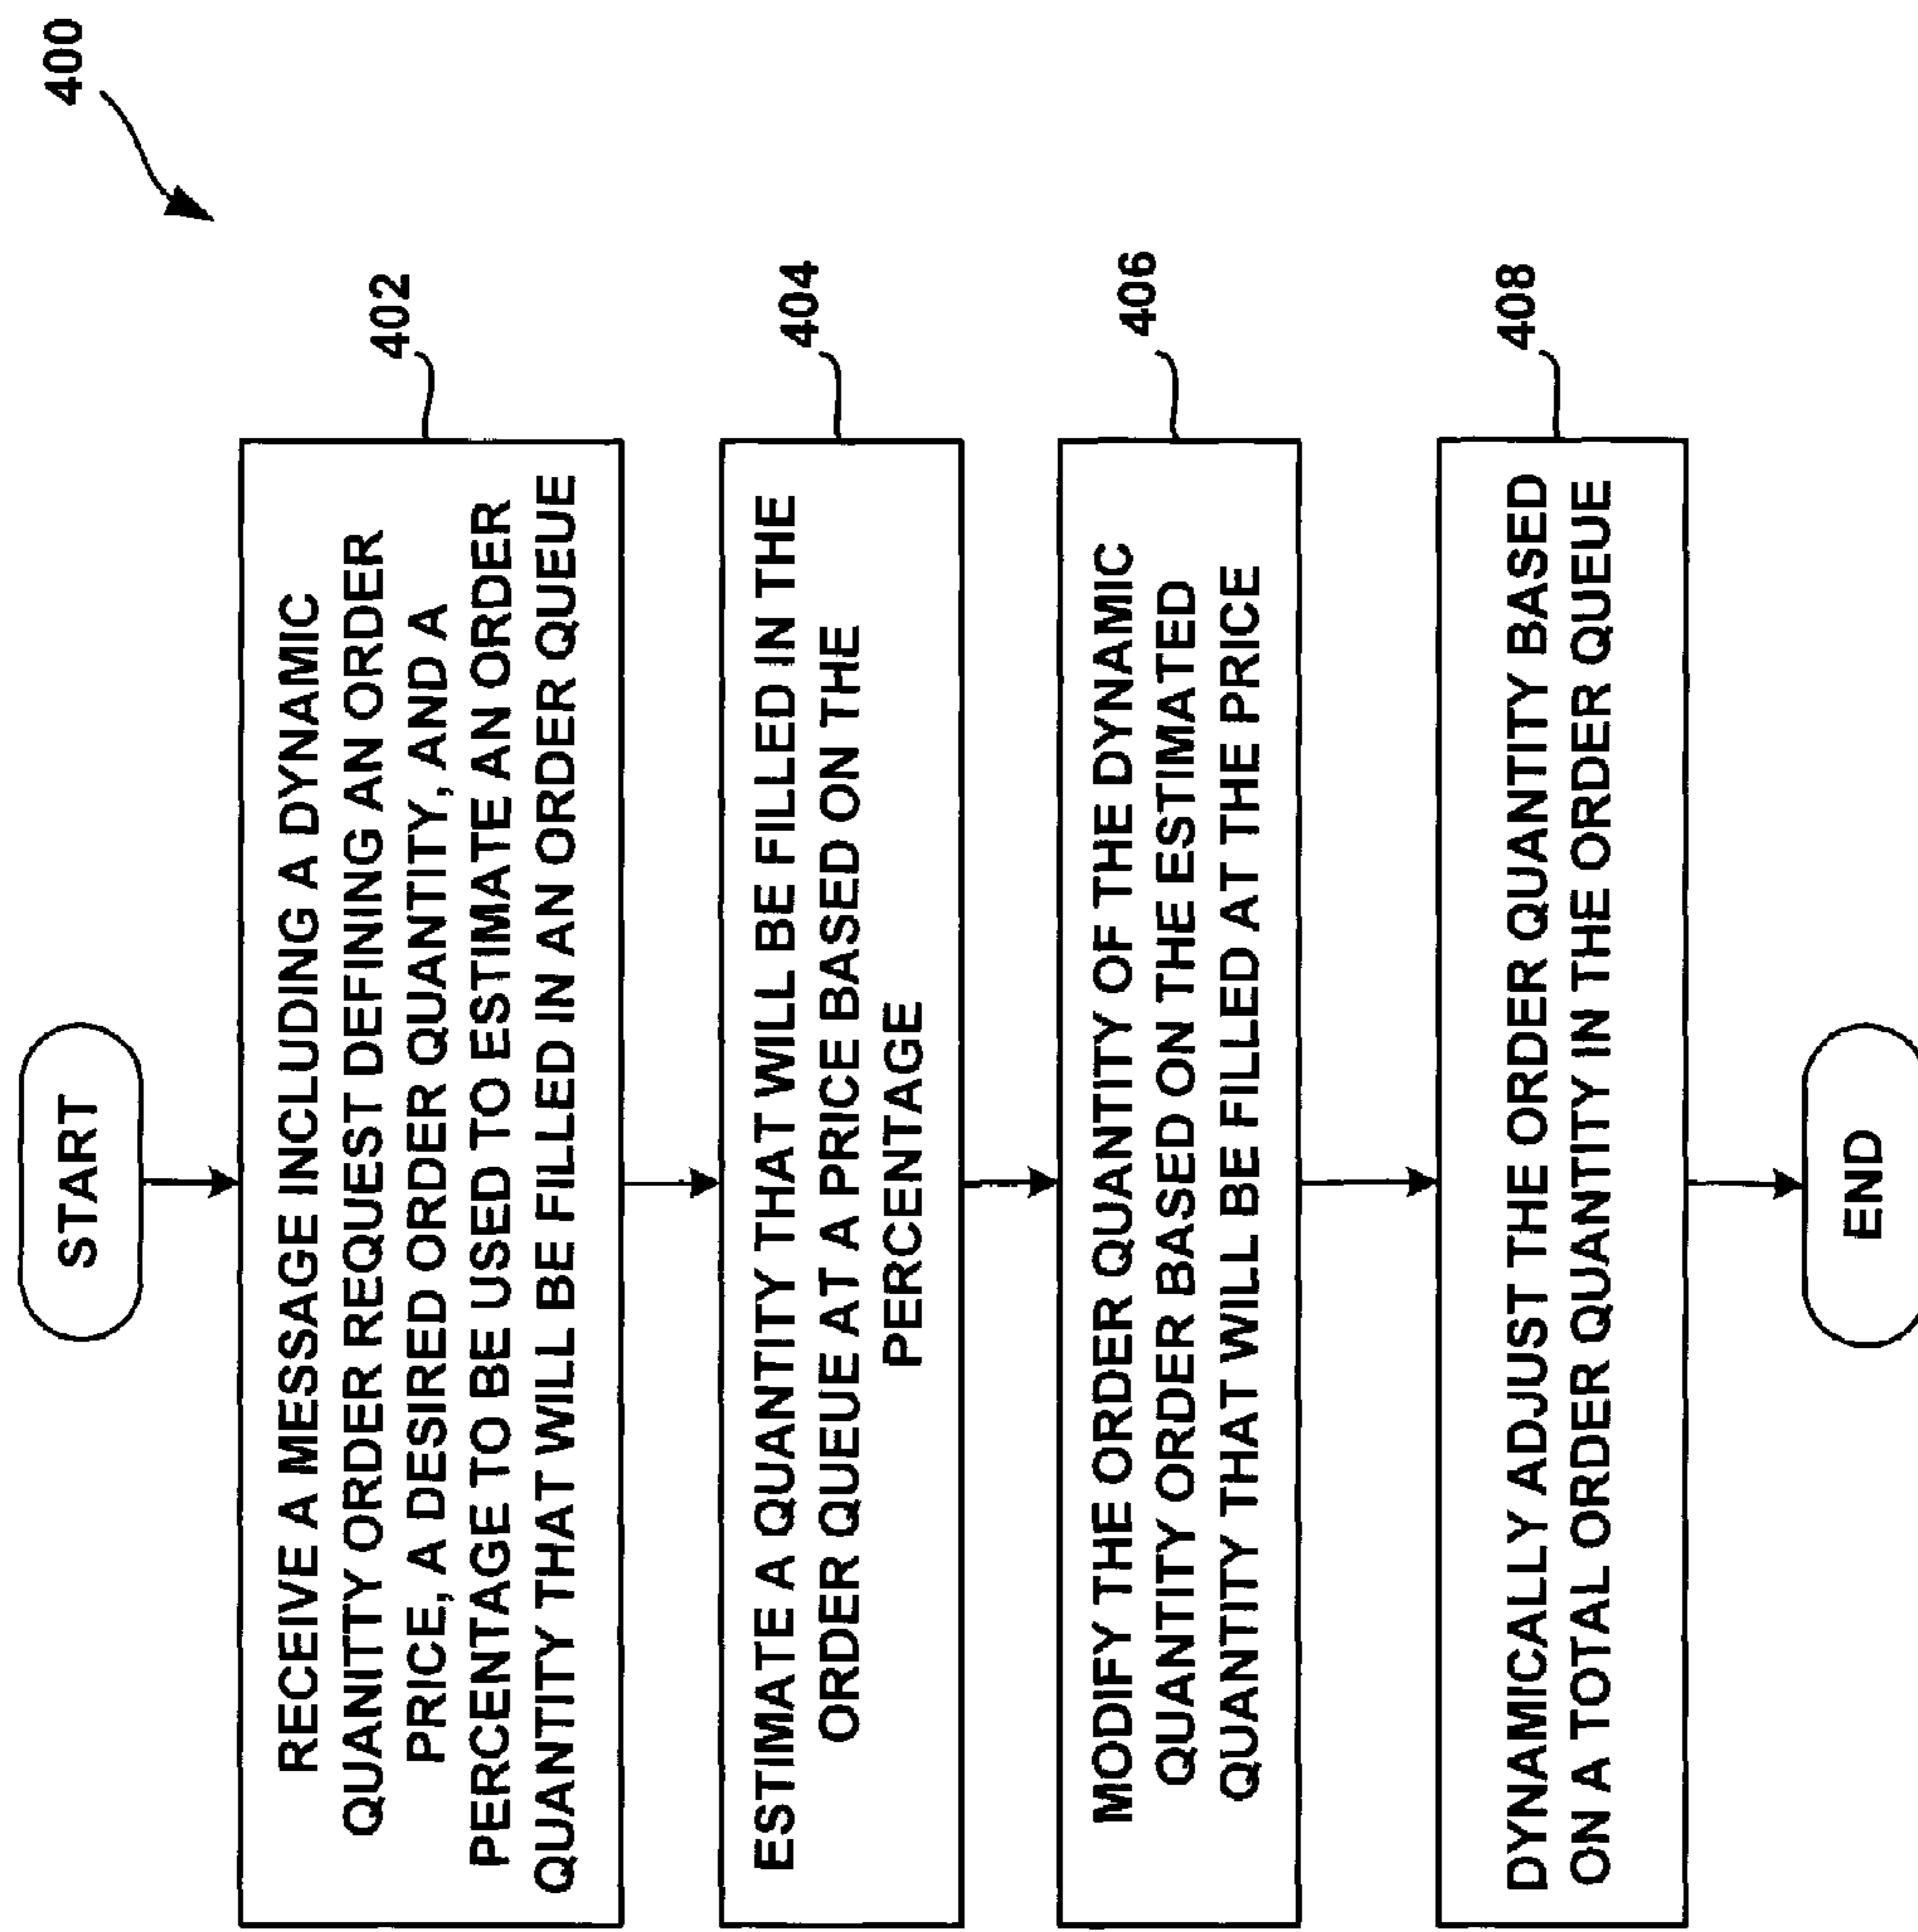 400
START
RECEIVE A MESSAGE INCLUDING A DYNAMIC
QUANITY ORDER REQUEST DEFINING AN ORDER
PRICE, A DESIRED ORDER QUANTITY, AND A
PERCENTAGE TO BE USED TO ESTIMATE AN ORDER
QUANTITY THAT WILL BE FILLED IN AN ORDER QUEUE
402
ESTIMATE A QUANTITY THAT WILL BE FILLED IN THE
ORDER QUEUE AT A PRICE BASED ON THE
PERCENTAGE
404
MODIFY THE ORDER QUANTITY OF THE DYNAMIC
QUANTITY ORDER BASED ON THE ESTIMATED
QUANTITY THAT WILL BE FILLED AT THE PRICE
406
DYNAMICALLY ADJUST THE ORDER QUANTITY BASED
ON A TOTAL ORDER QUANTITY IN THE ORDER QUEUE
408
END